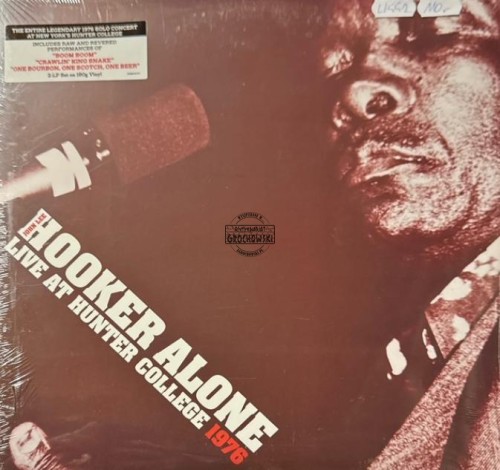 THE ENTIRE LEGENDARY 1976 SOLO CONCERT
AT NEW YORK'S HUNTER COLLEGE
INCLUDES RAW AND REVERED
PERFORMANCES OF
"BOOM BOOM"
"CRAWLIN' KING SNAKE"
"ONE BOURBON, ONE SCOTCH, ONE BEER"
2-LP Set on 180g Vinyl
JOHN LEE
HOOKER ALONE
LIVE AT HUNTER COLLEGE 1976
ANTYKWARIAT
GROCHOWSKI